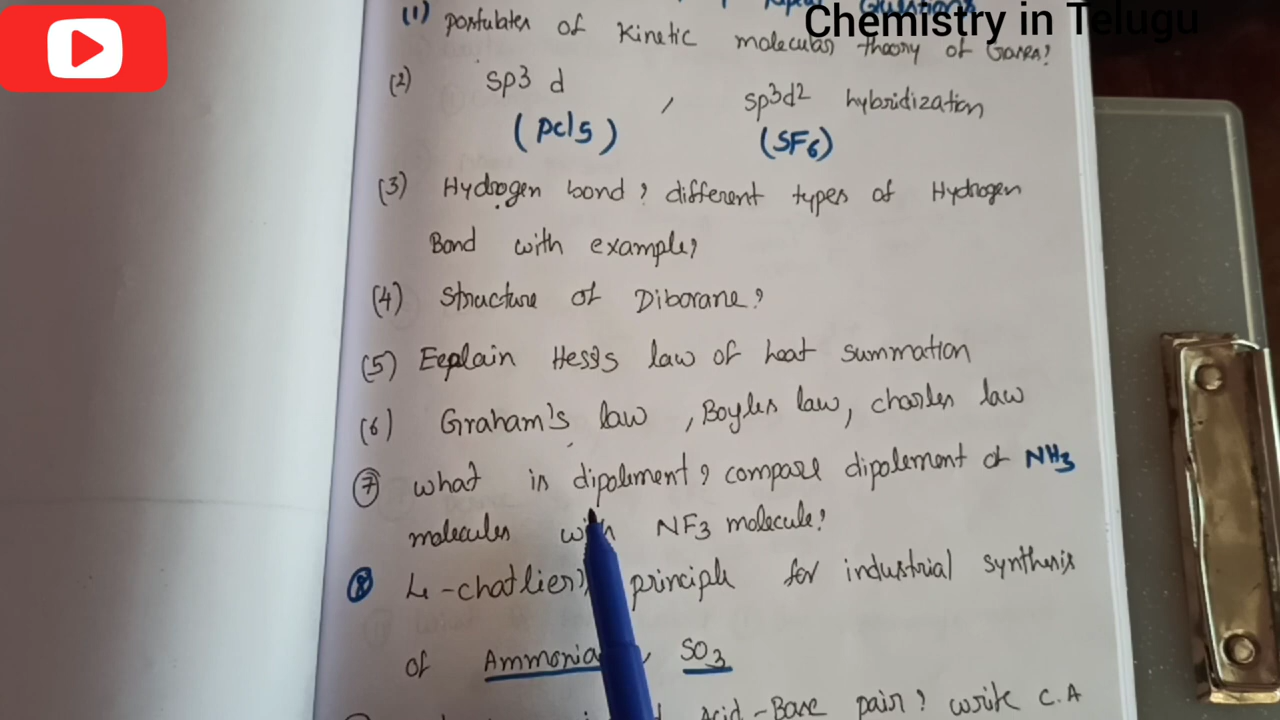 Questions
Chemistry in Telugu
(1) postulates of Kinetic molecular theory of Gases?
(2) sp3 d , sp3d2 hybridization
(pcl5) (SF6)
(3) Hydrogen bond? different types of Hydrogen
Bond with example?
(4) Structure of Diborane?
(5) Explain Hess's law of heat summation
(6) Graham's law , Boyles law, charles law
(7) what is dipolement? compare dipolement of NH3
molecules with NF3 molecule?
(8) Le-chatlier's principle for industrial synthesis
of Ammonia, SO3
Acid-Base pair? write C.A